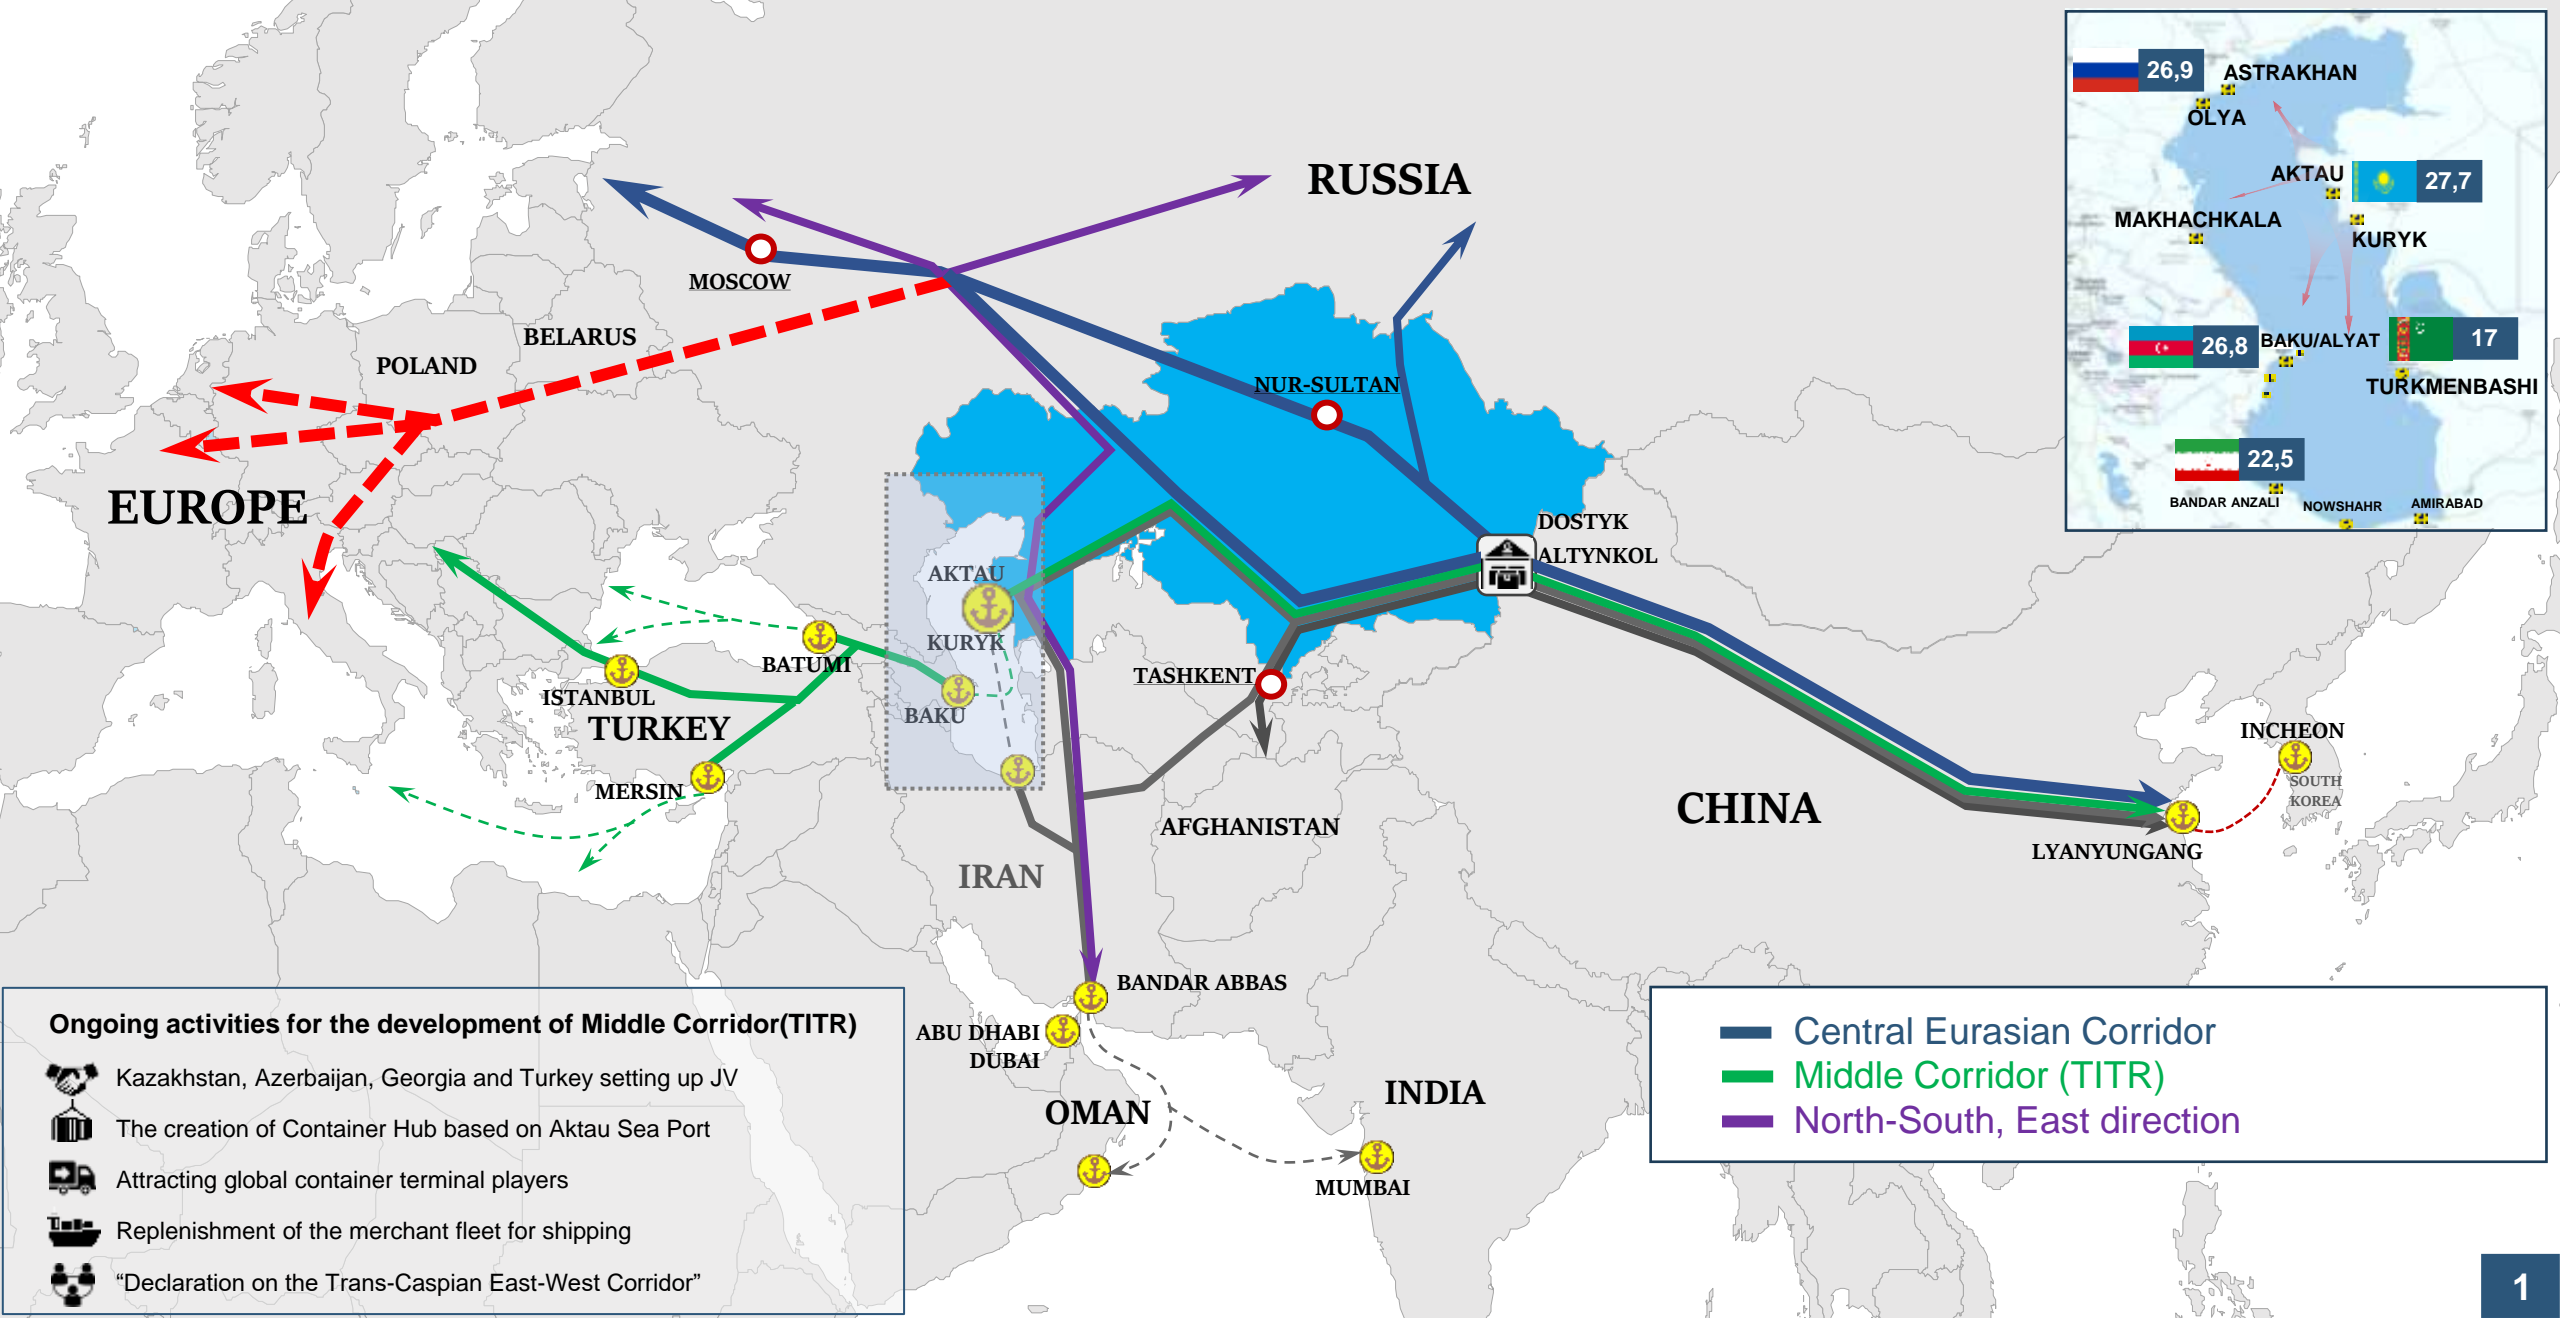 26,9
ASTRAKHAN
OLYA
AKTAU
27,7
MAKHACHKALA
KURYK
26,8
BAKU/ALYAT
17
TURKMENBASHI
22,5
BANDAR ANZALI
NOWSHAHR
AMIRABAD
RUSSIA
MOSCOW
BELARUS
POLAND
NUR-SULTAN
EUROPE
DOSTYK
ALTYNKOL
AKTAU
KURYK
BATUMI
TASHKENT
ISTANBUL
TURKEY
BAKU
INCHEON
SOUTH
KOREA
MERSIN
CHINA
AFGHANISTAN
LYANYUNGANG
IRAN
BANDAR ABBAS
ABU DHABI
DUBAI
OMAN
INDIA
MUMBAI
Ongoing activities for the development of Middle Corridor(TITR)
Kazakhstan, Azerbaijan, Georgia and Turkey setting up JV
The creation of Container Hub based on Aktau Sea Port
Attracting global container terminal players
Replenishment of the merchant fleet for shipping
“Declaration on the Trans-Caspian East-West Corridor”
Central Eurasian Corridor
Middle Corridor (TITR)
North-South, East direction
1